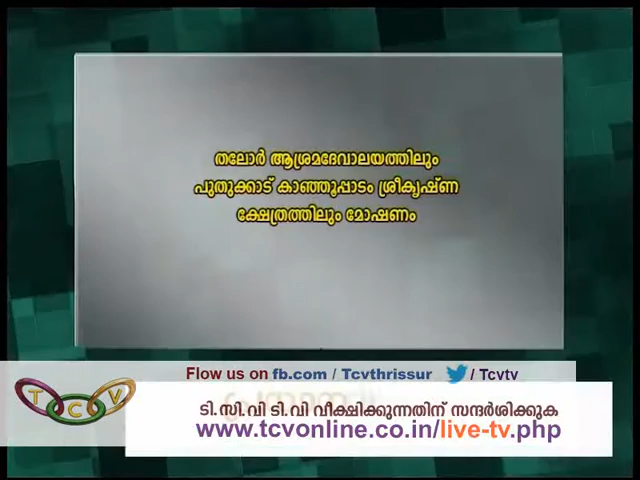 തലോർ ആശ്രമദേവാലയത്തിലും
പുതുക്കാട് കാഞ്ഞൂപ്പാടം ശ്രീകൃഷ്ണ
ക്ഷേത്രത്തിലും മോഷണം
Flow us on fb.com / Tcvthrissur / Tcvtv
T C V
ടി.സി.വി ടി.വി വീക്ഷിക്കുന്നതിന് സന്ദർശിക്കുക
www.tcvonline.co.in/live-tv.php